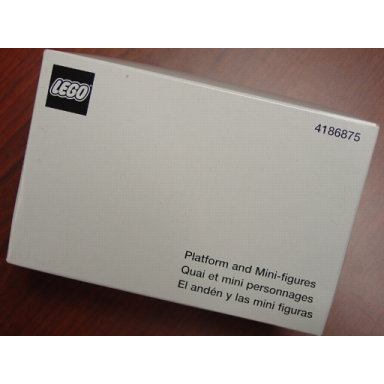 LEGO
4186875
Platform and Mini-figures
Quai et mini personnages
El andén y las mini figuras